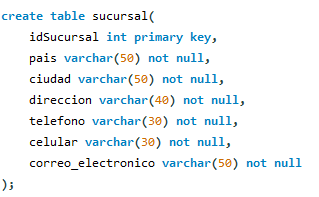 create table sucursal(
    idSucursal int primary key,
    pais varchar(50) not null,
    ciudad varchar(50) not null,
    direccion varchar(40) not null,
    telefono varchar(30) not null,
    celular varchar(30) not null,
    correo_electronico varchar(50) not null
);